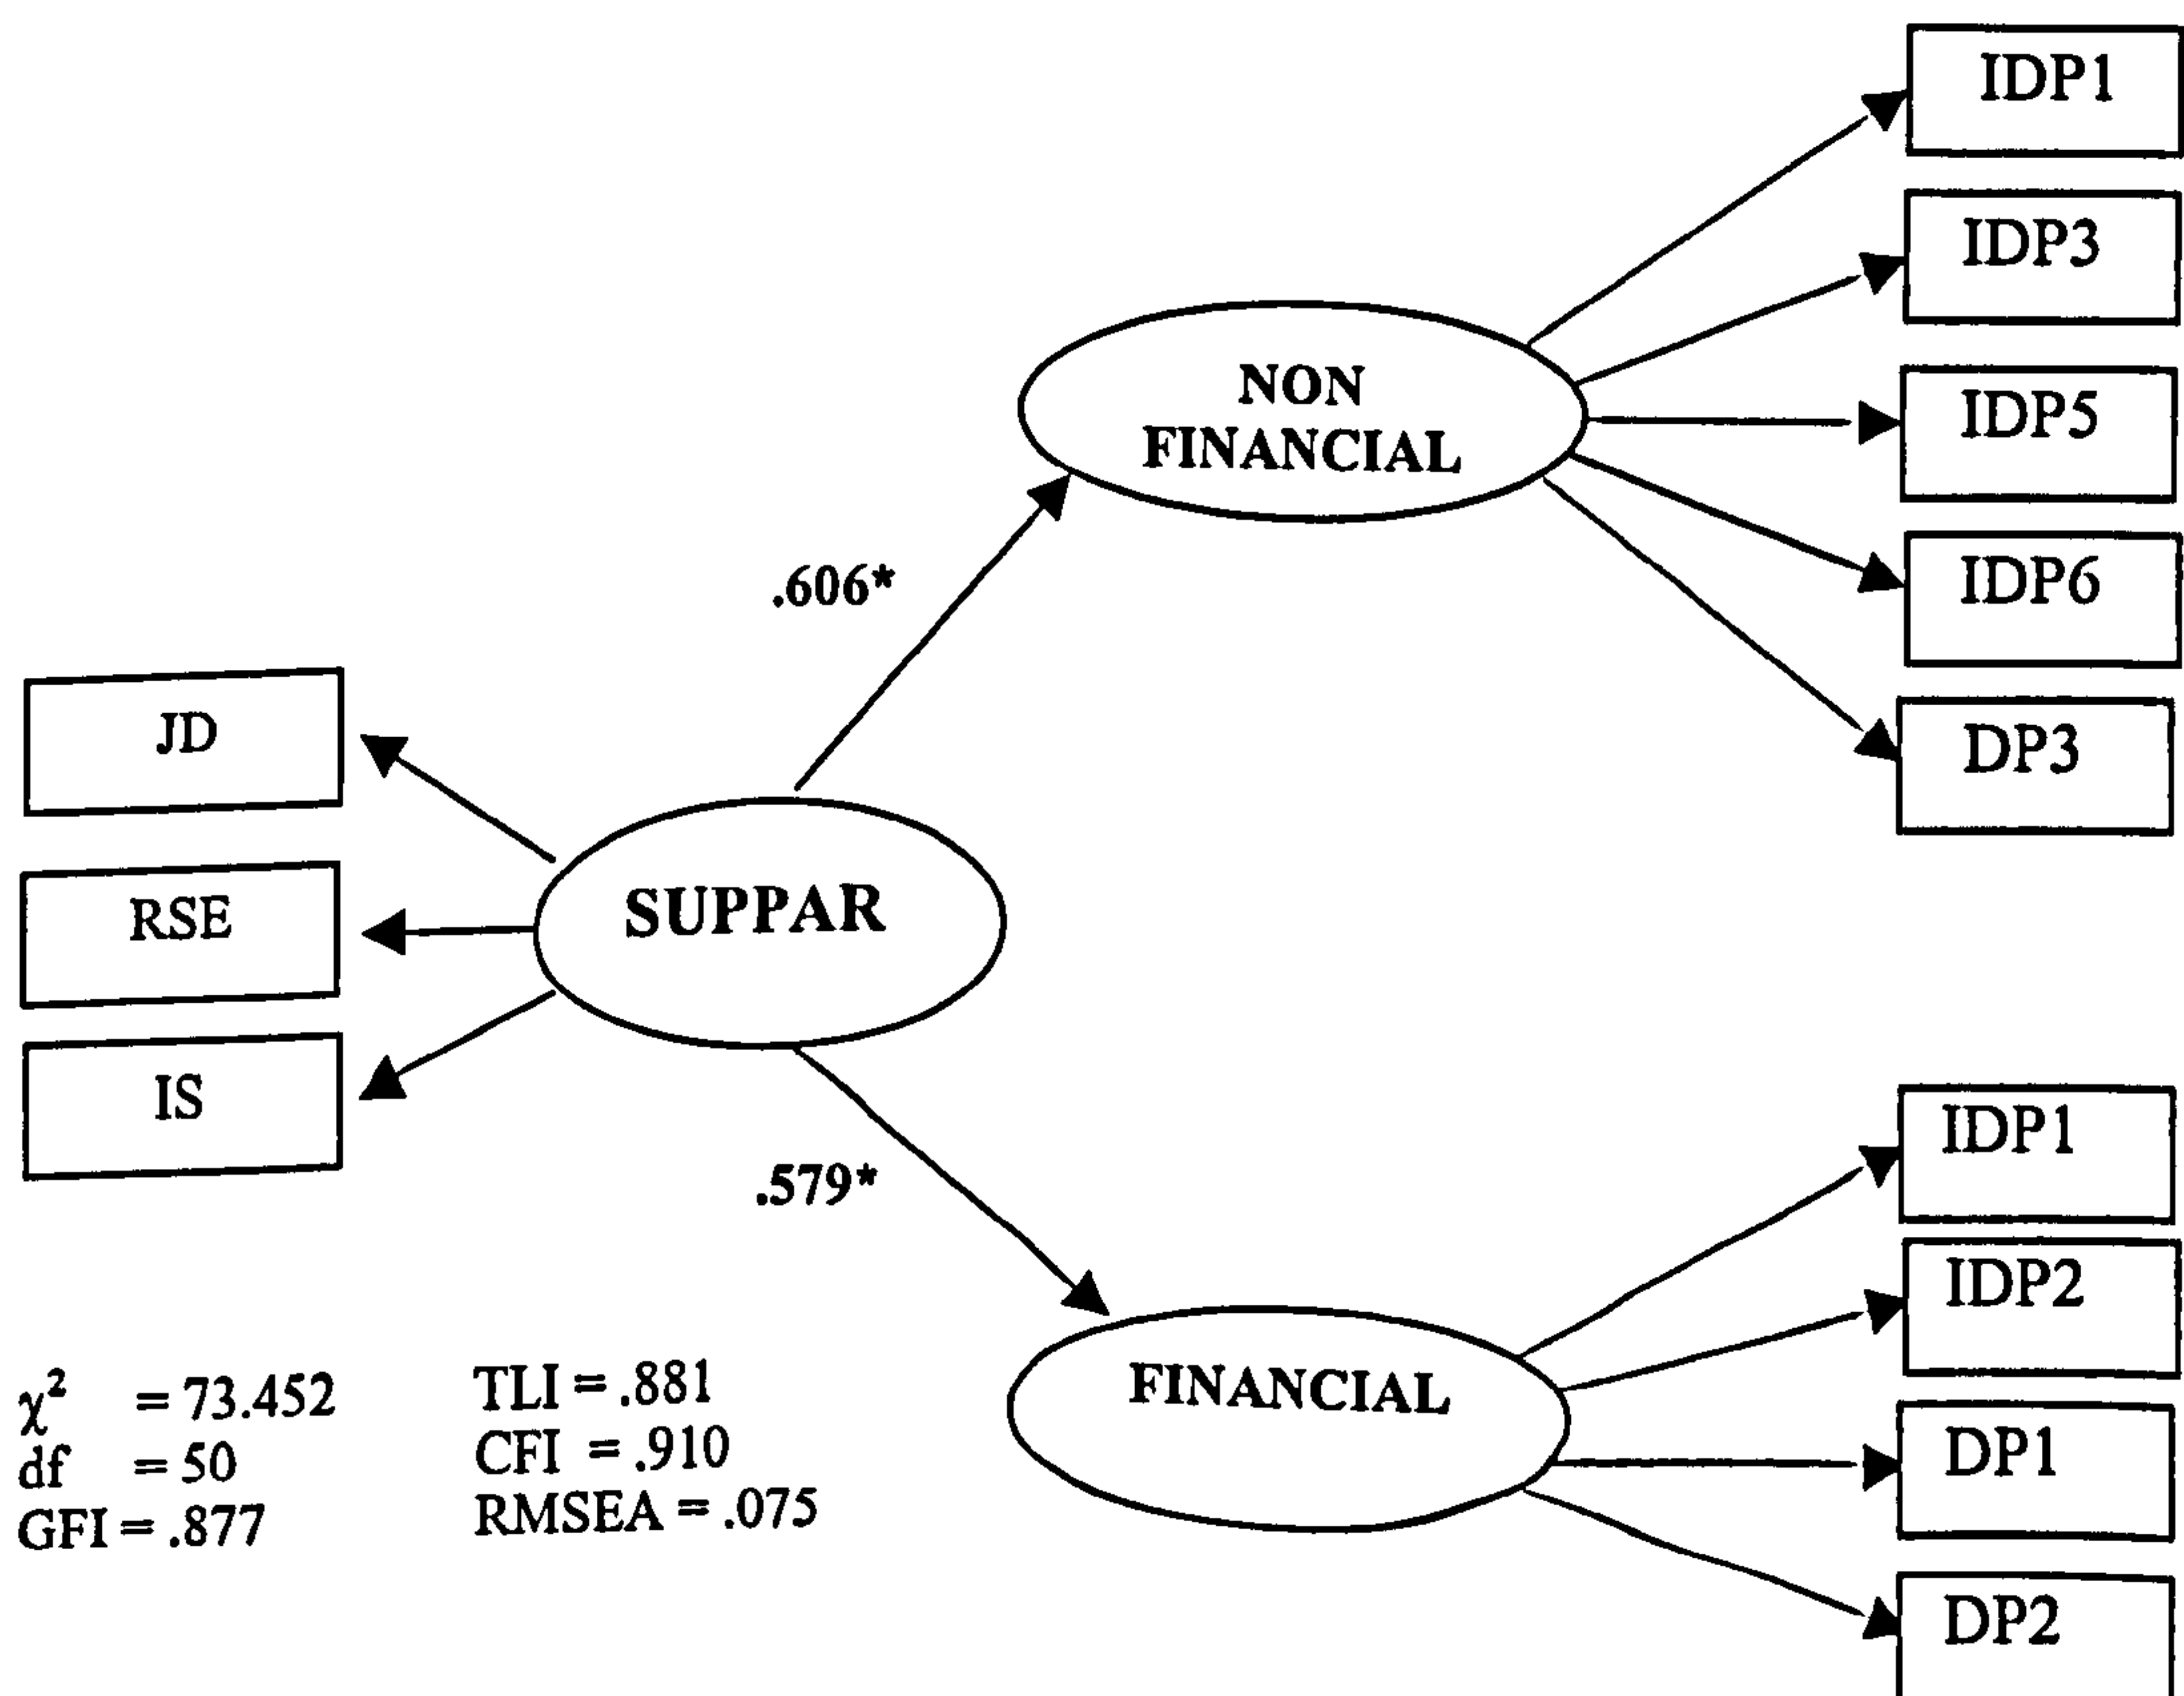 IDP1
IDP3
NON
FINANCIAL
IDP5
IDP6
.606*
DP3
JD
SUPPAR
RSE
IS
.579*
IDP1
IDP2
FINANCIAL
DP1
DP2
χ² = 73.452
df = 50
GFI = .877
TLI = .881
CFI = .910
RMSEA = .075